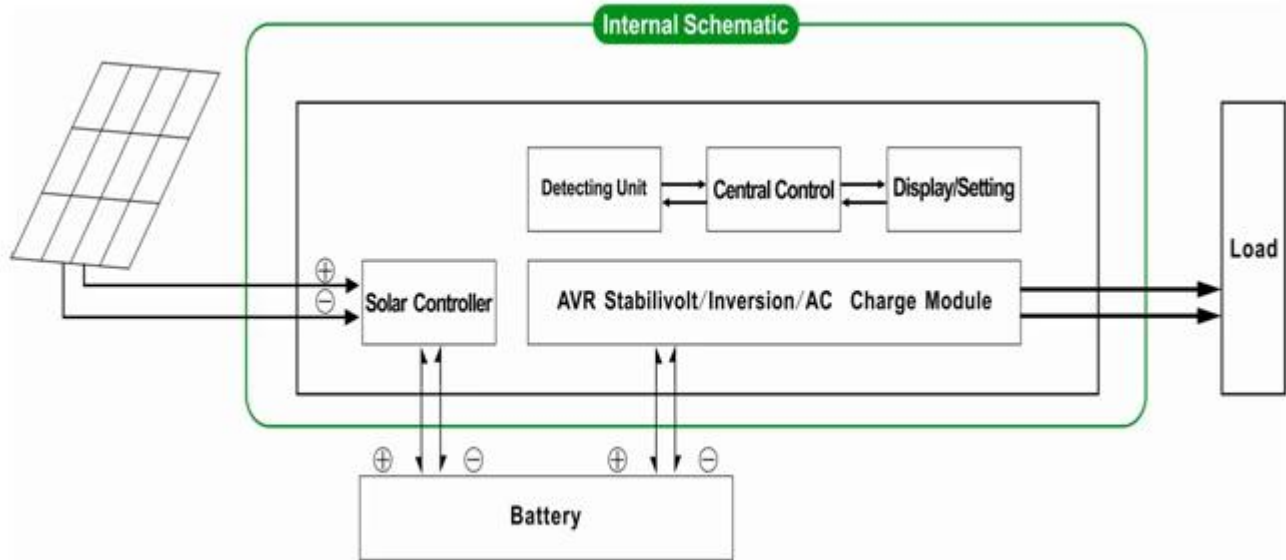 Internal Schematic
Detecting Unit
Central Control
Display/Setting
Load
⊕
⊖
Solar Controller
AVR Stabilivolt/Inversion/AC Charge Module
⊕ ⊖ ⊕ ⊖
Battery